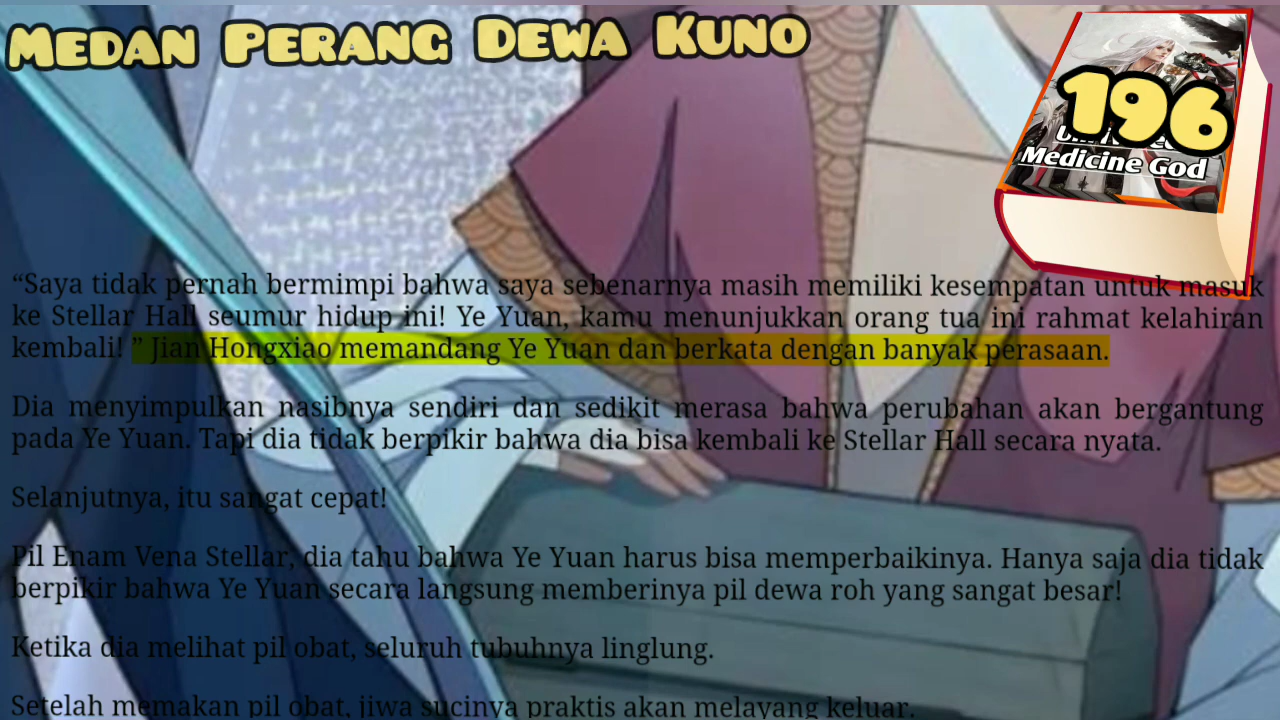 MEDAN PERANG DEWA KUNO
196
Medicine God
“Saya tidak pernah bermimpi bahwa saya sebenarnya masih memiliki kesempatan untuk masuk
ke Stellar Hall seumur hidup ini! Ye Yuan, kamu menunjukkan orang tua ini rahmat kelahiran
kembali! ” Jian Hongxiao memandang Ye Yuan dan berkata dengan banyak perasaan.
Dia menyimpulkan nasibnya sendiri dan sedikit merasa bahwa perubahan akan bergantung
pada Ye Yuan. Tapi dia tidak berpikir bahwa dia bisa kembali ke Stellar Hall secara nyata.
Selanjutnya, itu sangat cepat!
Pil Enam Vena Stellar, dia tahu bahwa Ye Yuan harus bisa memperbaikinya. Hanya saja dia tidak
berpikir bahwa Ye Yuan secara langsung memberinya pil dewa roh yang sangat besar!
Ketika dia melihat pil obat, seluruh tubuhnya linglung.
Setelah memakan pil obat, jiwa sucinya praktis akan melayang keluar.